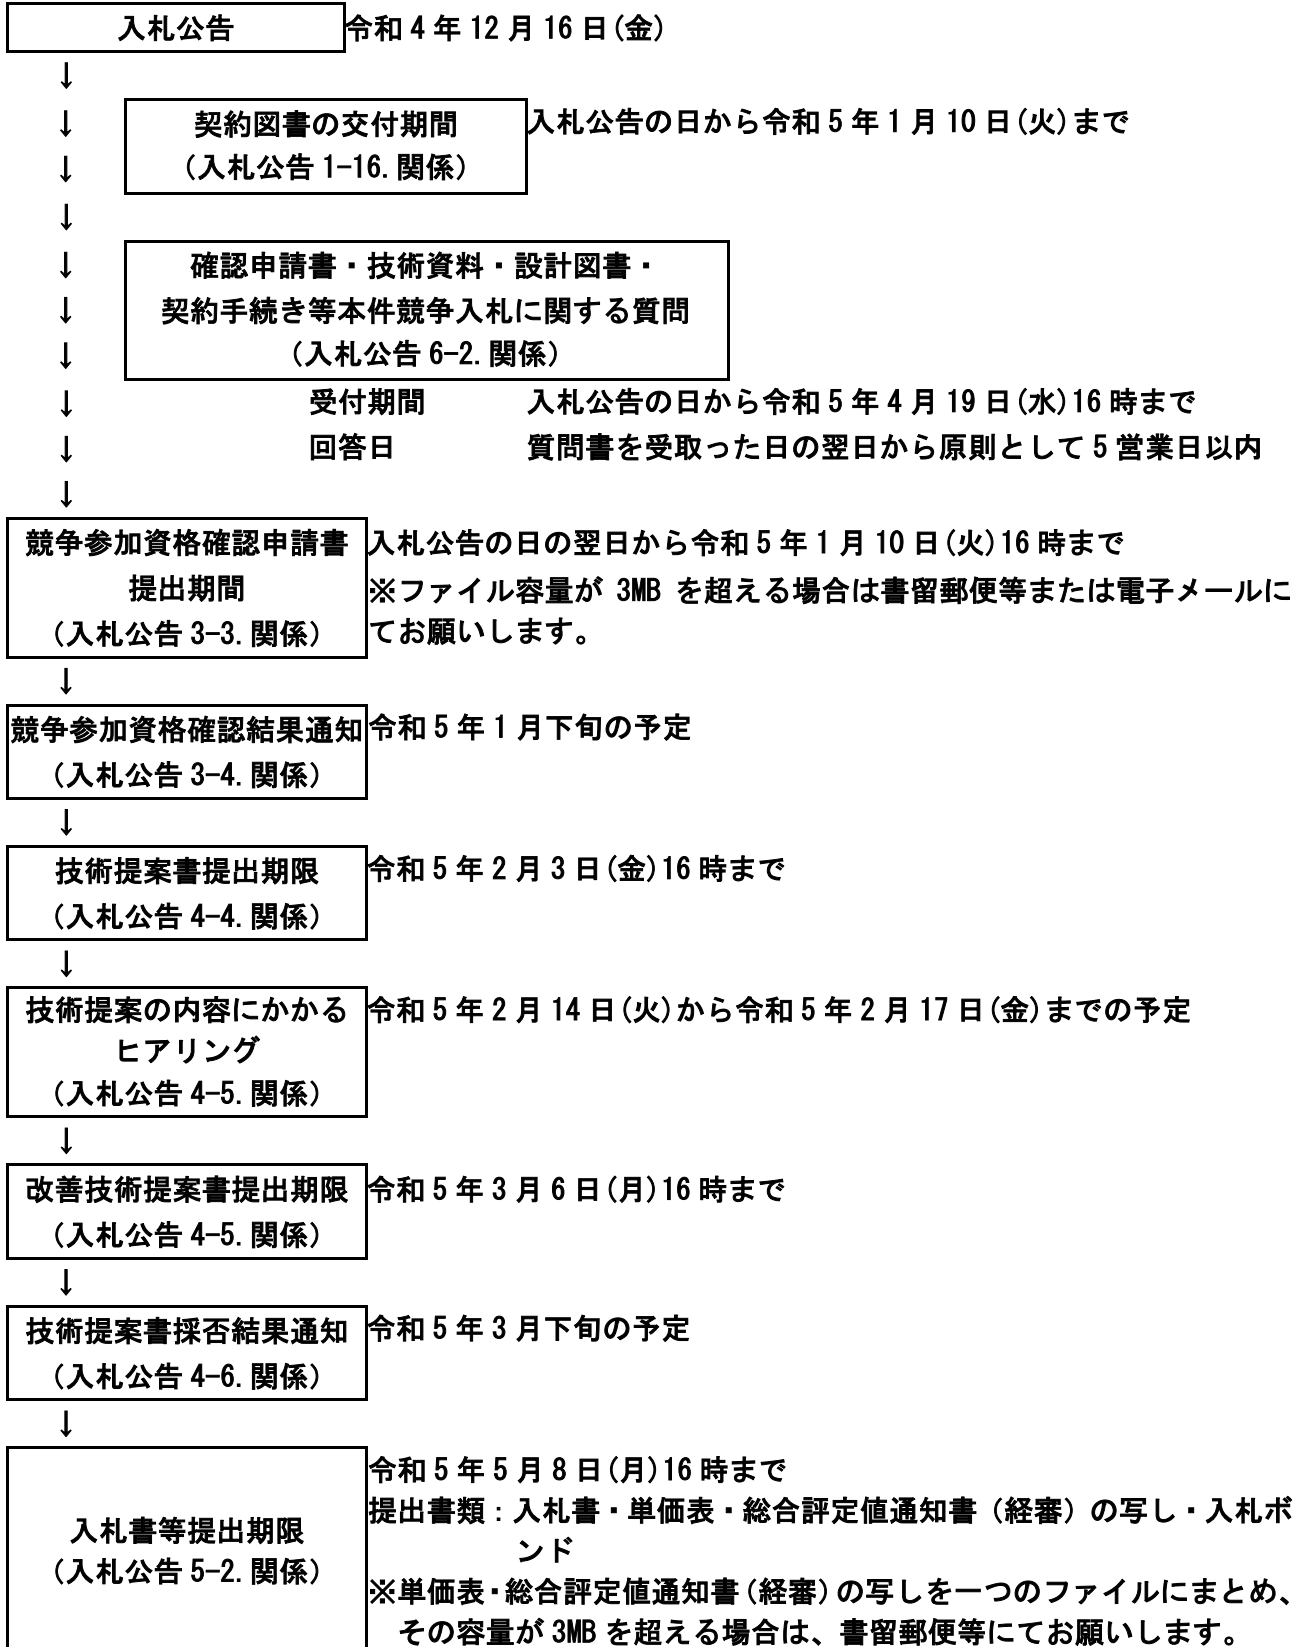 入札公告 令和4年12月16日(金)
↓
↓ 契約図書の交付期間 入札公告の日から令和5年1月10日(火)まで
↓ (入札公告1-16.関係)
↓
↓ 確認申請書・技術資料・設計図書・
↓ 契約手続き等本件競争入札に関する質問
↓ (入札公告6-2.関係)
↓ 受付期間 入札公告の日から令和5年4月19日(水)16時まで
↓ 回答日 質問書を受取った日の翌日から原則として5営業日以内
↓
競争参加資格確認申請書 入札公告の日の翌日から令和5年1月10日(火)16時まで
提出期間 ※ファイル容量が 3MB を超える場合は書留郵便等または電子メールに
(入札公告3-3.関係) てお願いします。
↓
競争参加資格確認結果通知 令和5年1月下旬の予定
(入札公告3-4.関係)
↓
技術提案書提出期限 令和5年2月3日(金)16時まで
(入札公告4-4.関係)
↓
技術提案の内容にかかる 令和5年2月14日(火)から令和5年2月17日(金)までの予定
ヒアリング
(入札公告4-5.関係)
↓
改善技術提案書提出期限 令和5年3月6日(月)16時まで
(入札公告4-5.関係)
↓
技術提案書採否結果通知 令和5年3月下旬の予定
(入札公告4-6.関係)
↓
令和5年5月8日(月)16時まで
提出書類：入札書・単価表・総合評定値通知書（経審）の写し・入札ボ
入札書等提出期限 ンド
(入札公告5-2.関係) ※単価表・総合評定値通知書(経審)の写しを一つのファイルにまとめ、
その容量が3MBを超える場合は、書留郵便等にてお願いします。